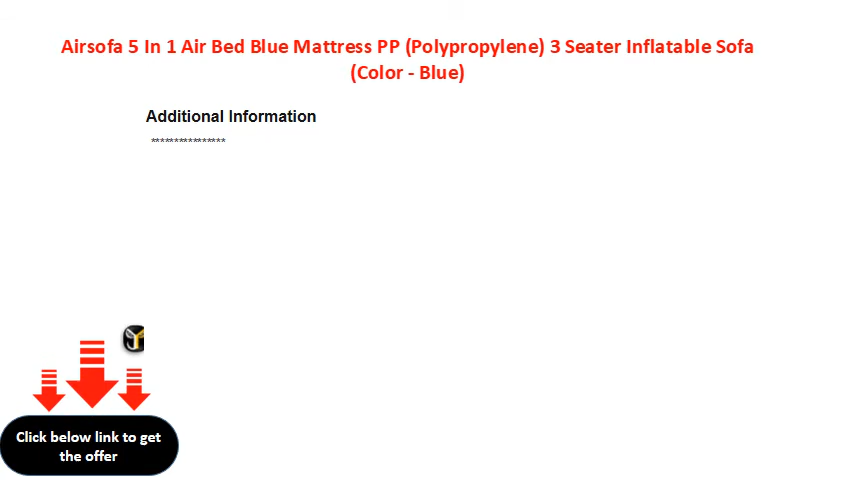 Airsofa 5 In 1 Air Bed Blue Mattress PP (Polypropylene) 3 Seater Inflatable Sofa
(Color - Blue)
Additional Information
****************
Click below link to get
the offer